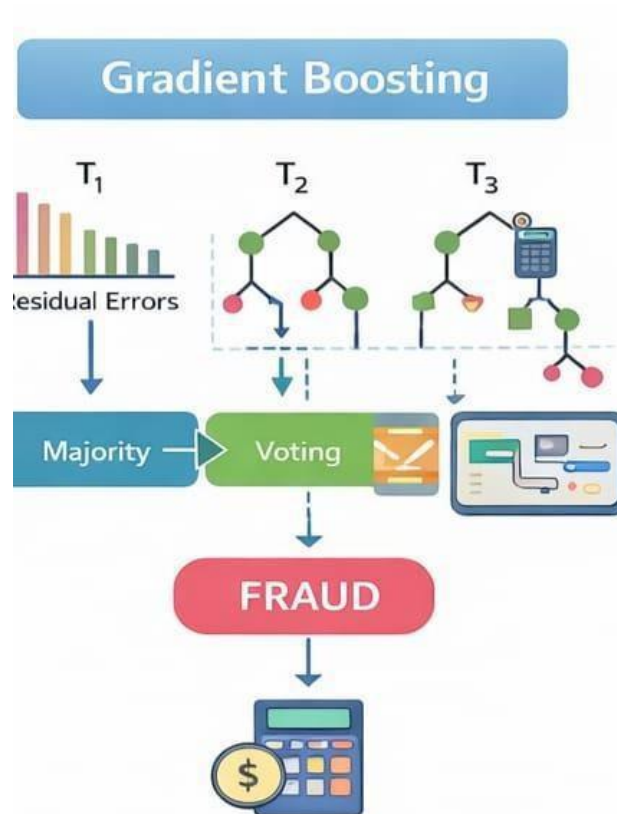 Gradient Boosting
T₁ T₂ T₃
Residual Errors
Majority Voting
FRAUD
$